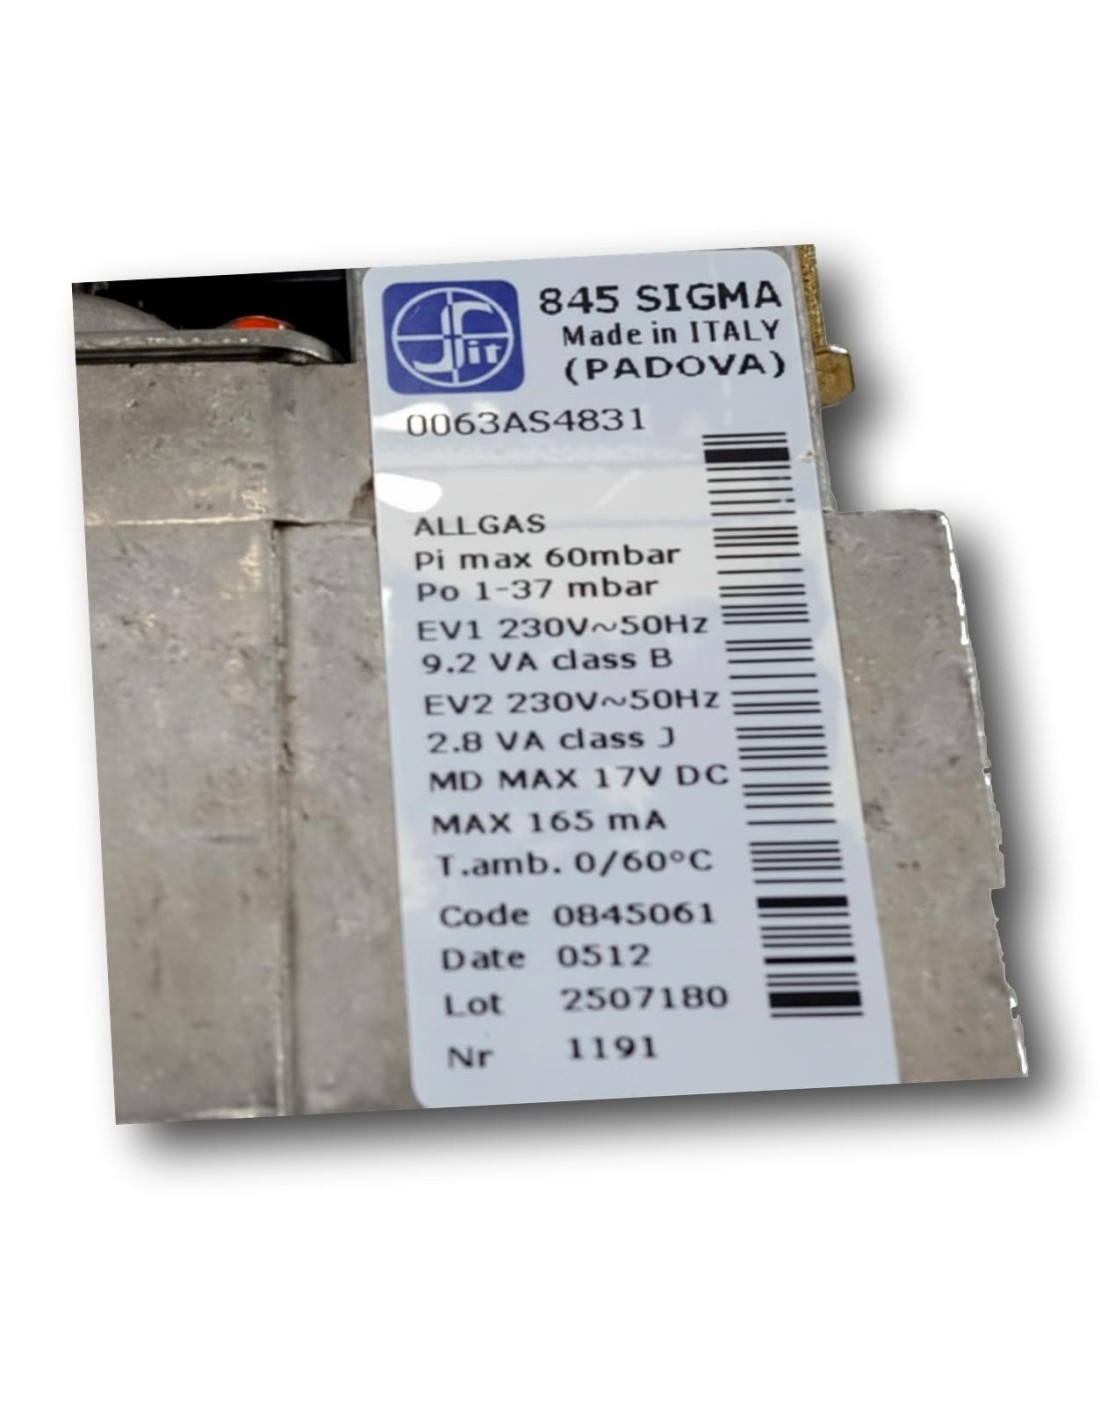 Sit
845 SIGMA
Made in ITALY
(PADOVA)
0063AS4831
ALLGAS
Pi max 60mbar
Po 1-37 mbar
EV1 230V~50Hz
9.2 VA class B
EV2 230V~50Hz
2.8 VA class J
MD MAX 17V DC
MAX 165 mA
T.amb. 0/60°C
Code 0845061
Date 0512
Lot 2507180
Nr 1191